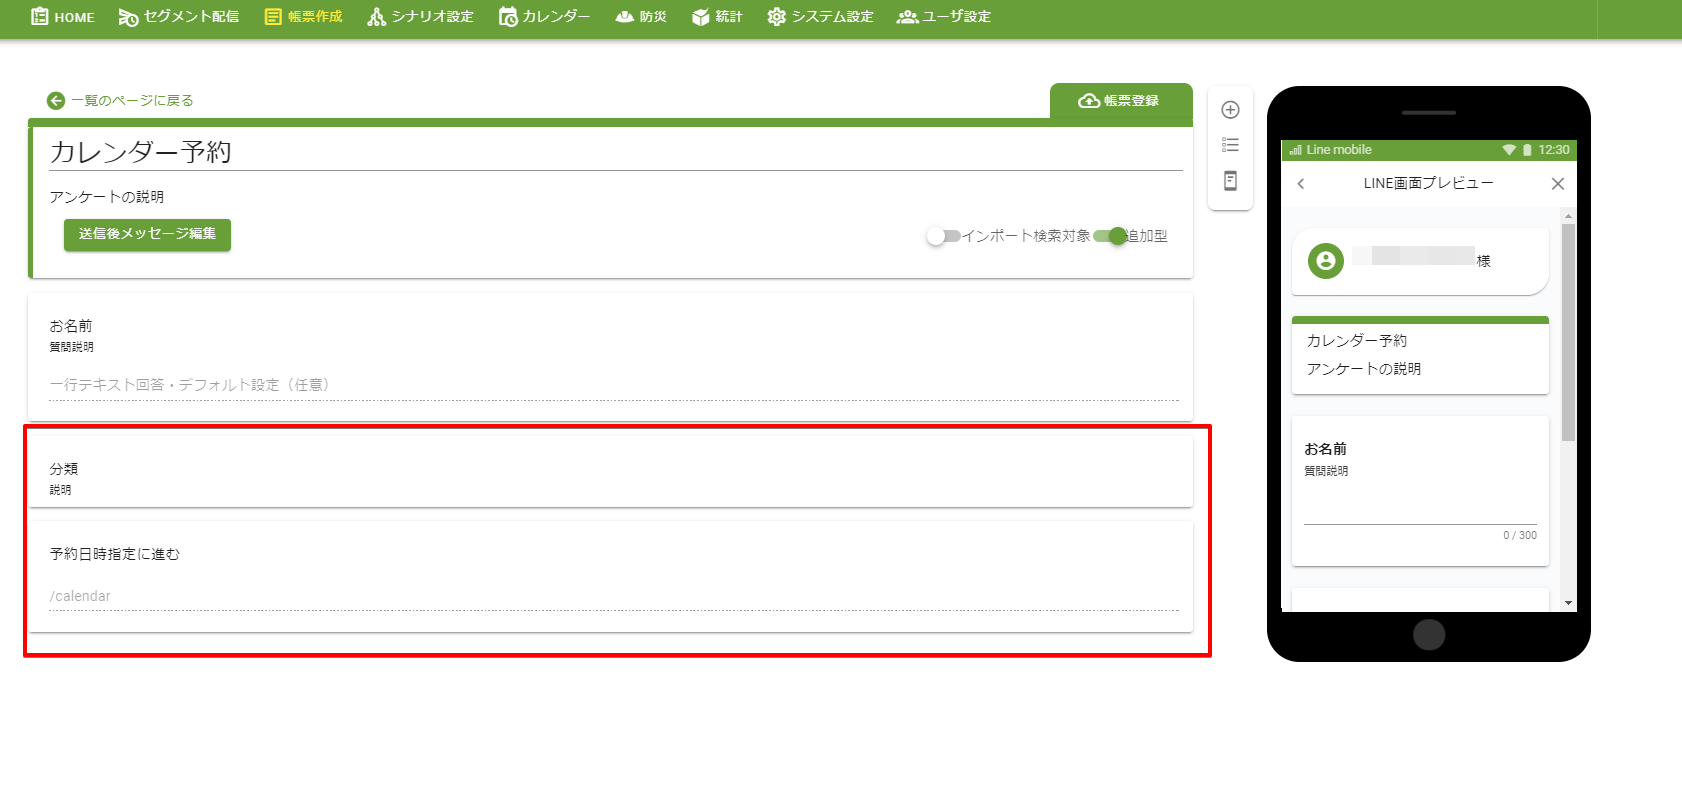 HOME セグメント配信 帳票作成 シナリオ設定 カレンダー 防災 統計 システム設定 ユーザ設定
一覧のページに戻る
帳票登録
カレンダー予約
アンケートの説明
送信後メッセージ編集
インポート検索対象 追加型
お名前
質問説明
一行テキスト回答・デフォルト設定（任意）
分類
説明
予約日時指定に進む
/calendar
Line mobile 12:30
LINE画面プレビュー
様
カレンダー予約
アンケートの説明
お名前
質問説明
0 / 300